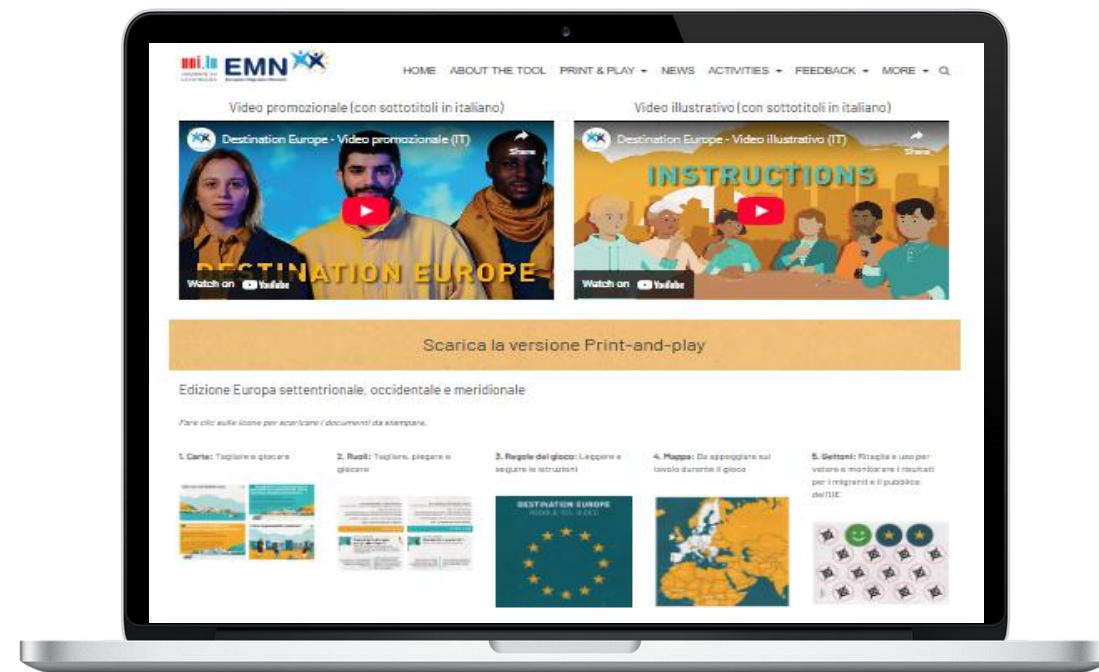 uni.lu
EMN
HOME ABOUT THE TOOL PRINT & PLAY NEWS ACTIVITIES FEEDBACK MORE
Video promozionale (con sottotitoli in italiano)
Video illustrativo (con sottotitoli in italiano)
Destination Europe - Video promozionale (IT)
Share
DESTINATION EUROPE
Watch on YouTube
Destination Europe - Video illustrativo (IT)
Share
INSTRUCTIONS
Watch on YouTube
Scarica la versione Print-and-play
Edizione Europa settentrionale, occidentale e meridionale
Fare clic sulle icone per scaricare i documenti da stampare.
1. Carte: Tagliare e giocare
2. Ruoli: Tagliare, piegare e
giocare
3. Regole del gioco: Leggere e
seguire le istruzioni
4. Mappa: Da appoggiare sul
tavolo durante il gioco
5. Gettoni: Ritaglia e usa per
votare e monitorare i risultati
per i migranti e il pubblico
dell'UE
DESTINATION EUROPE
REGOLE DEL GIOCO